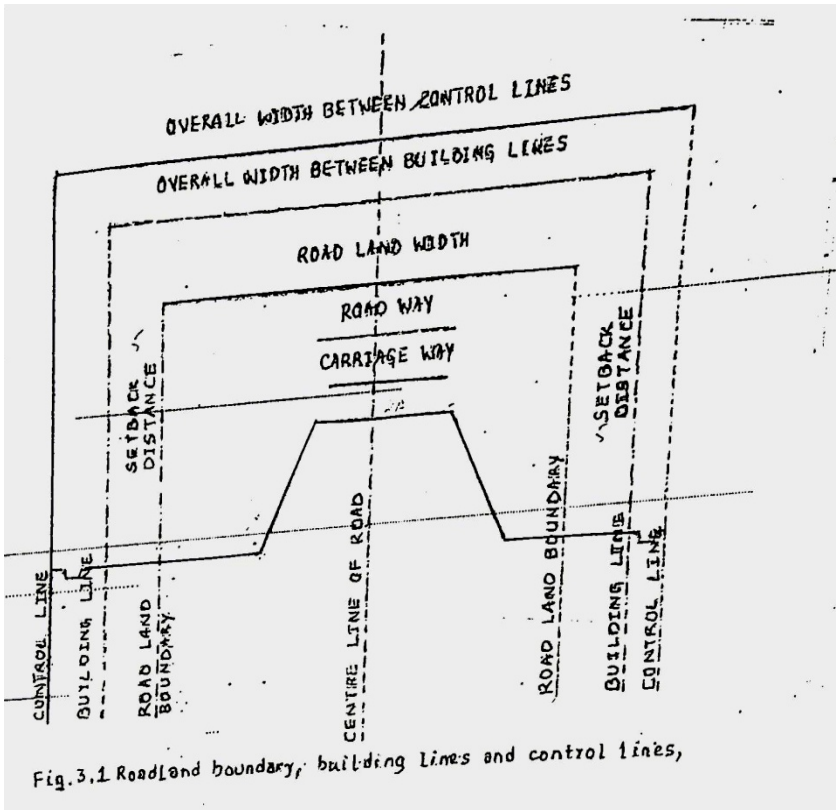 OVERALL WIDTH BETWEEN CONTROL LINES
OVERALL WIDTH BETWEEN BUILDING LINES
ROAD LAND WIDTH
ROAD WAY
CARRIAGE WAY
SETBACK
DISTANCE
SETBACK
DISTANCE
CONTROL LINE
BUILDING LINE
ROAD LAND
BOUNDARY
CENTRE LINE OF ROAD
ROAD LAND BOUNDARY
BUILDING LINE
CONTROL LINE
Fig.3.1 Roadland boundary, building lines and control lines,